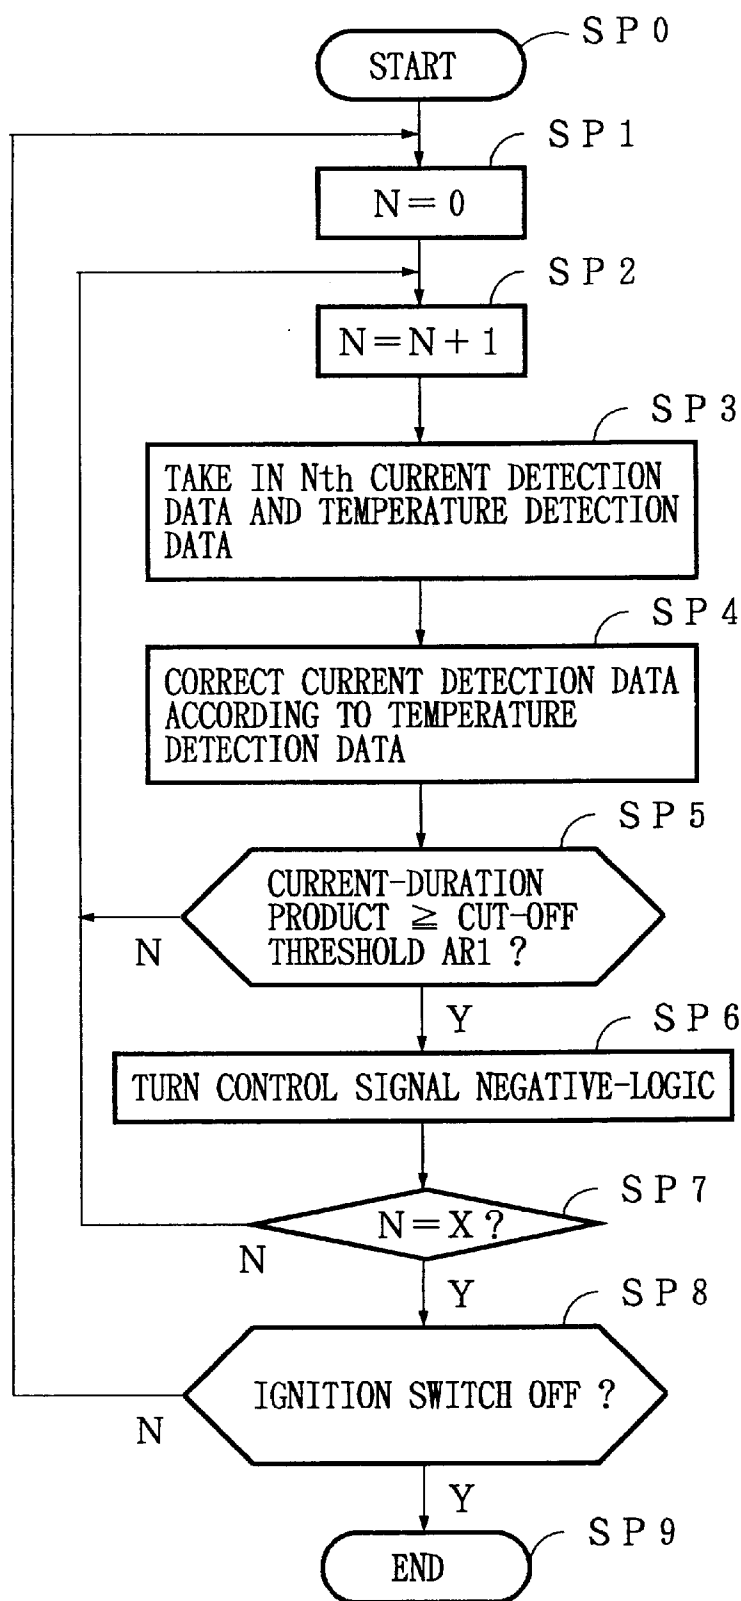 SP0
START
SP1
N=0
SP2
N=N+1
SP3
TAKE IN Nth CURRENT DETECTION
DATA AND TEMPERATURE DETECTION
DATA
SP4
CORRECT CURRENT DETECTION DATA
ACCORDING TO TEMPERATURE
DETECTION DATA
SP5
CURRENT-DURATION
PRODUCT ≧ CUT-OFF
THRESHOLD AR1 ?
N
Y
SP6
TURN CONTROL SIGNAL NEGATIVE-LOGIC
SP7
N=X ?
N
Y
SP8
IGNITION SWITCH OFF ?
N
Y
SP9
END